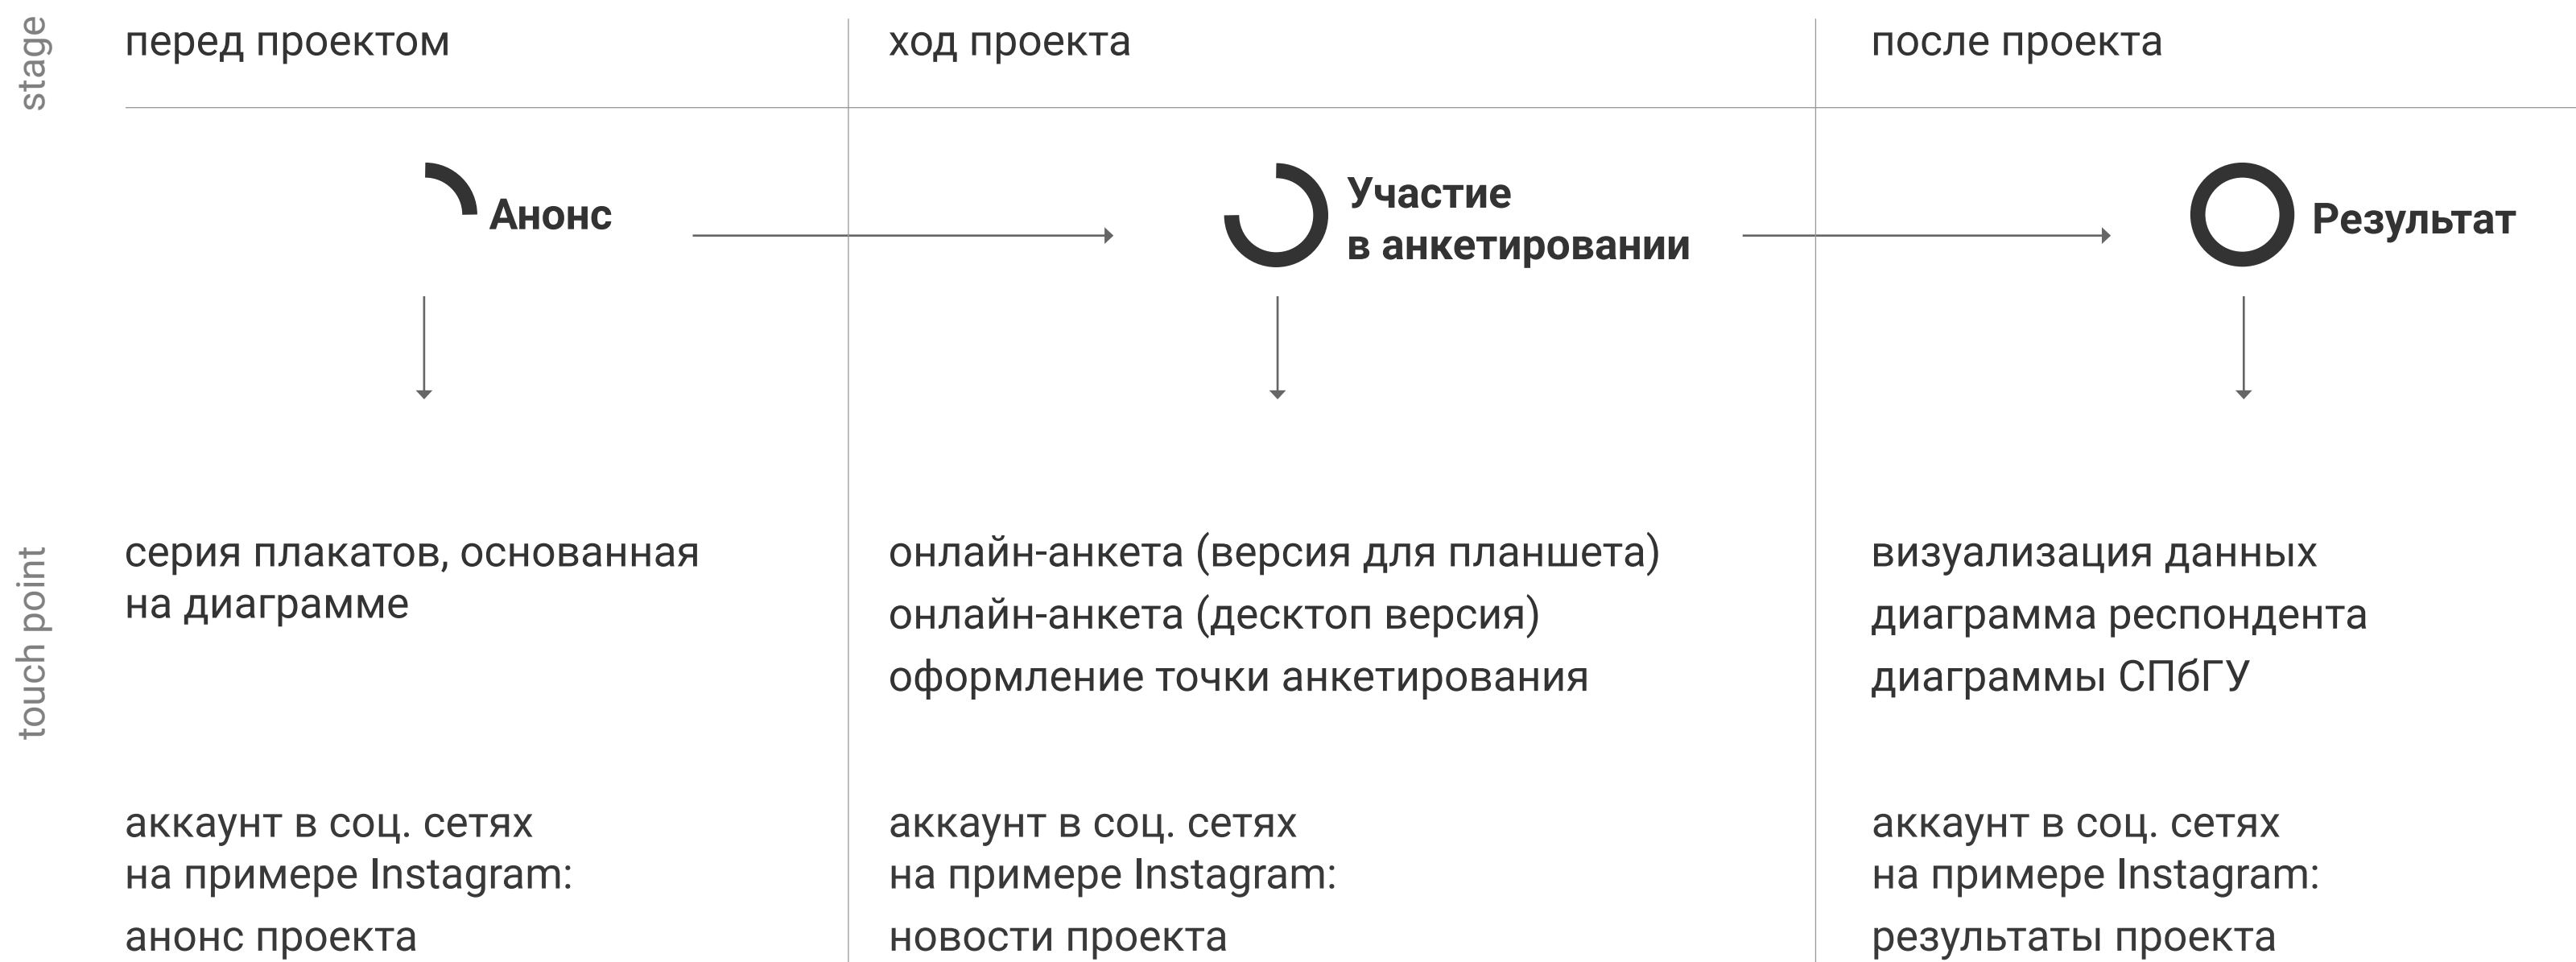 stage
перед проектом
ход проекта
после проекта
Анонс
Участие
в анкетировании
Результат
touch point
серия плакатов, основанная
на диаграмме
онлайн-анкета (версия для планшета)
онлайн-анкета (десктоп версия)
оформление точки анкетирования
визуализация данных
диаграмма респондента
диаграммы СПбГУ
аккаунт в соц. сетях
на примере Instagram:
анонс проекта
аккаунт в соц. сетях
на примере Instagram:
новости проекта
аккаунт в соц. сетях
на примере Instagram:
результаты проекта